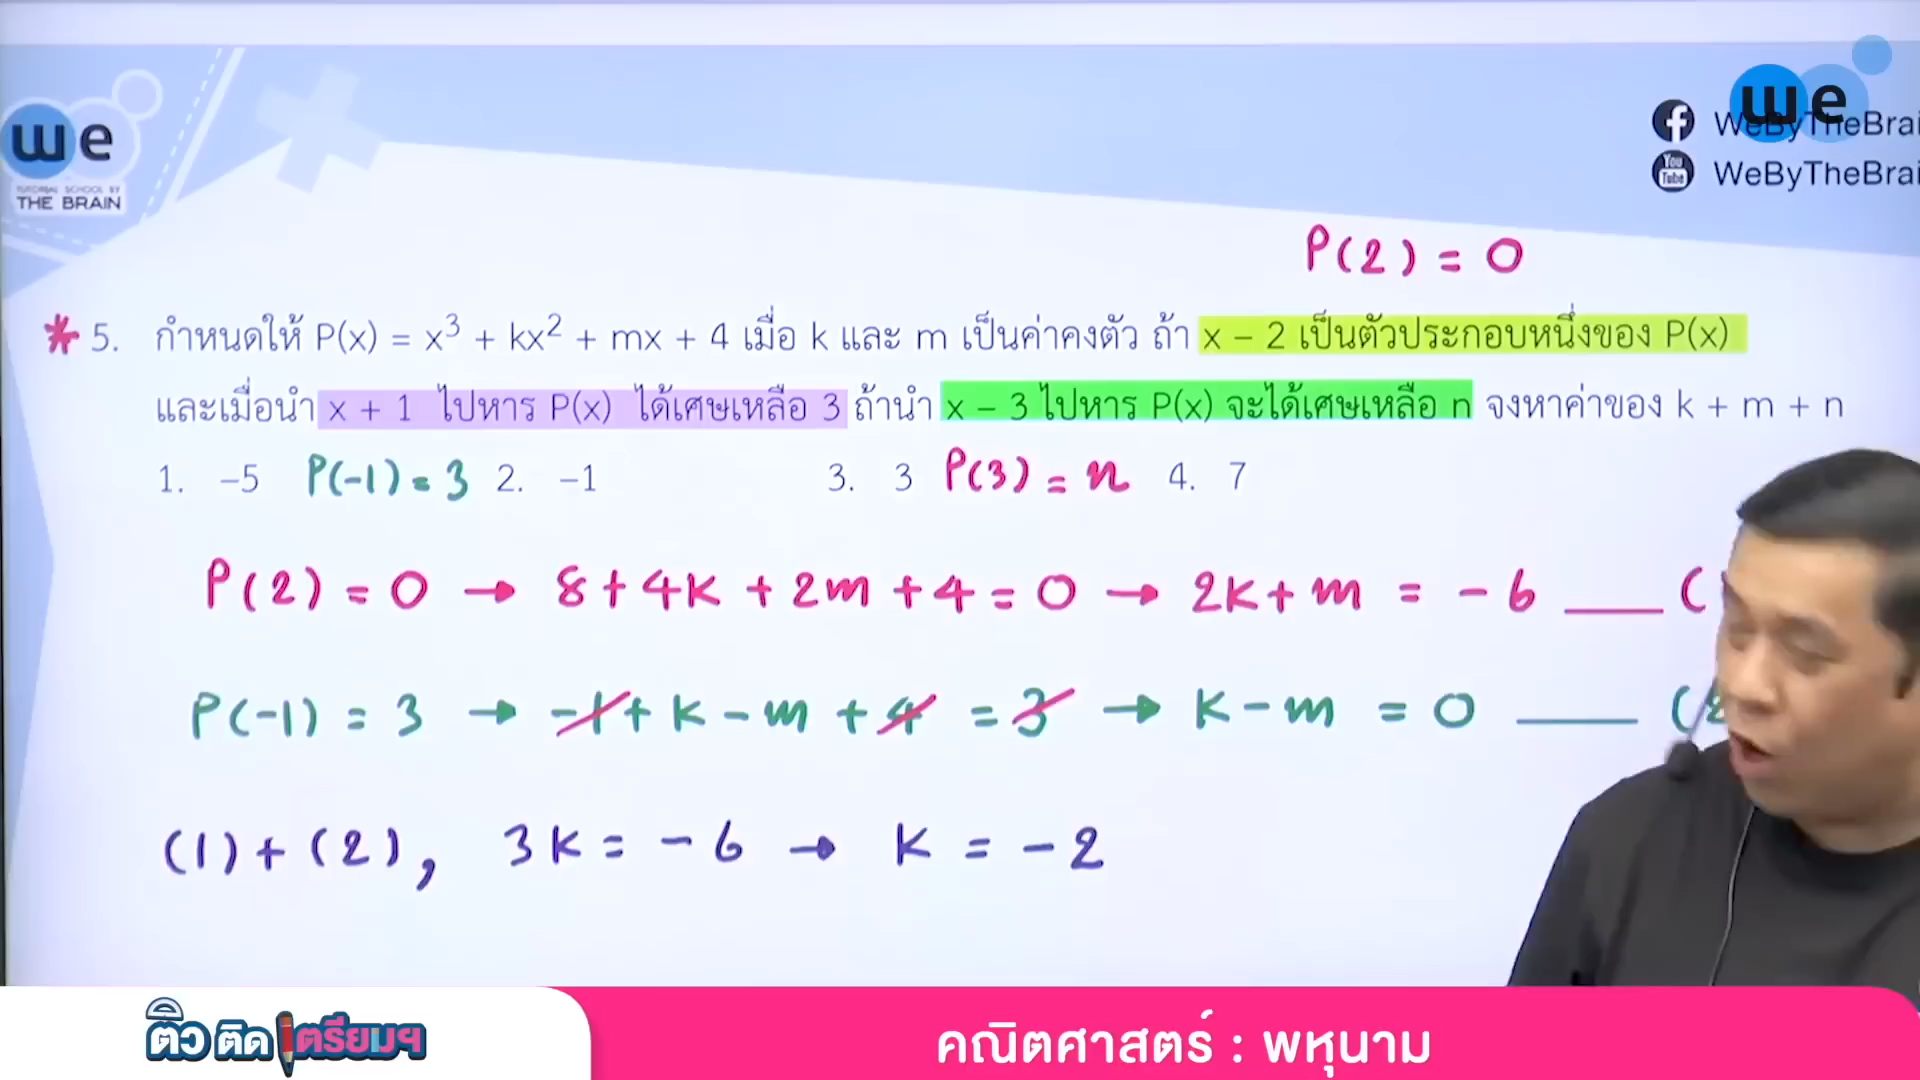 we
we
TUTORIAL SCHOOL BY
THE BRAIN
WeByTheBrai
You
Tube
WeByTheBrai
P(2) = 0
* 5. กำหนดให้ P(x) = x³ + kx² + mx + 4 เมื่อ k และ m เป็นค่าคงตัว ถ้า x – 2 เป็นตัวประกอบหนึ่งของ P(x)
และเมื่อนำ x + 1 ไปหาร P(x) ได้เศษเหลือ 3 ถ้านำ x – 3 ไปหาร P(x) จะได้เศษเหลือ n จงหาค่าของ k + m + n
1. –5 P(-1) = 3 2. –1 3. 3 P(3) = n 4. 7
P(2) = 0 → 8 + 4k + 2m + 4 = 0 → 2k + m = - 6 ___ (
P(-1) = 3 → -1 + k - m + 4 = 3 → k - m = 0 ___ (2
(1) + (2), 3k = - 6 → k = - 2
ติว ติด เตรียมฯ
คณิตศาสตร์ : พหุนาม